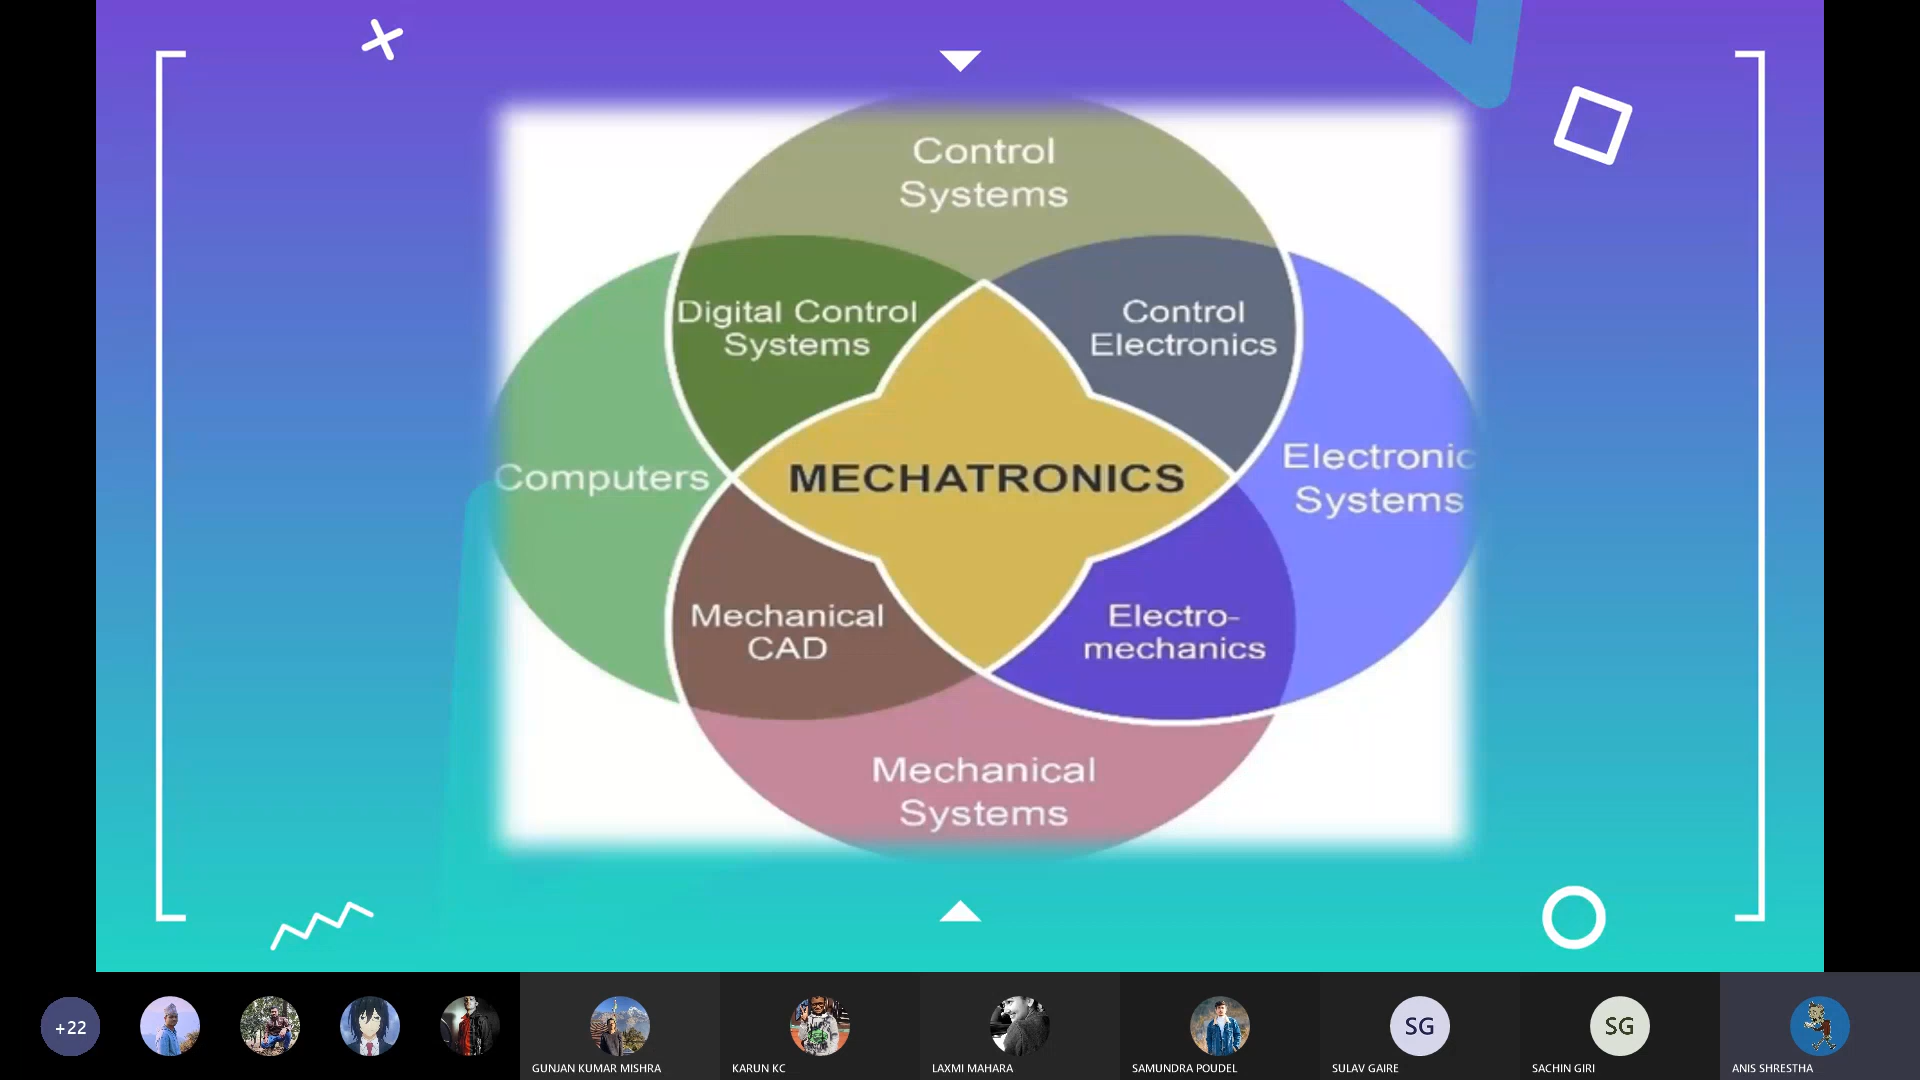 Control
Systems
Digital Control
Systems
Control
Electronics
Computers
MECHATRONICS
Electronic
Systems
Mechanical
CAD
Electro-
mechanics
Mechanical
Systems
+22
GUNJAN KUMAR MISHRA
KARUN KC
LAXMI MAHARA
SAMUNDRA POUDEL
SG
SULAV GAIRE
SG
SACHIN GIRI
ANIS SHRESTHA